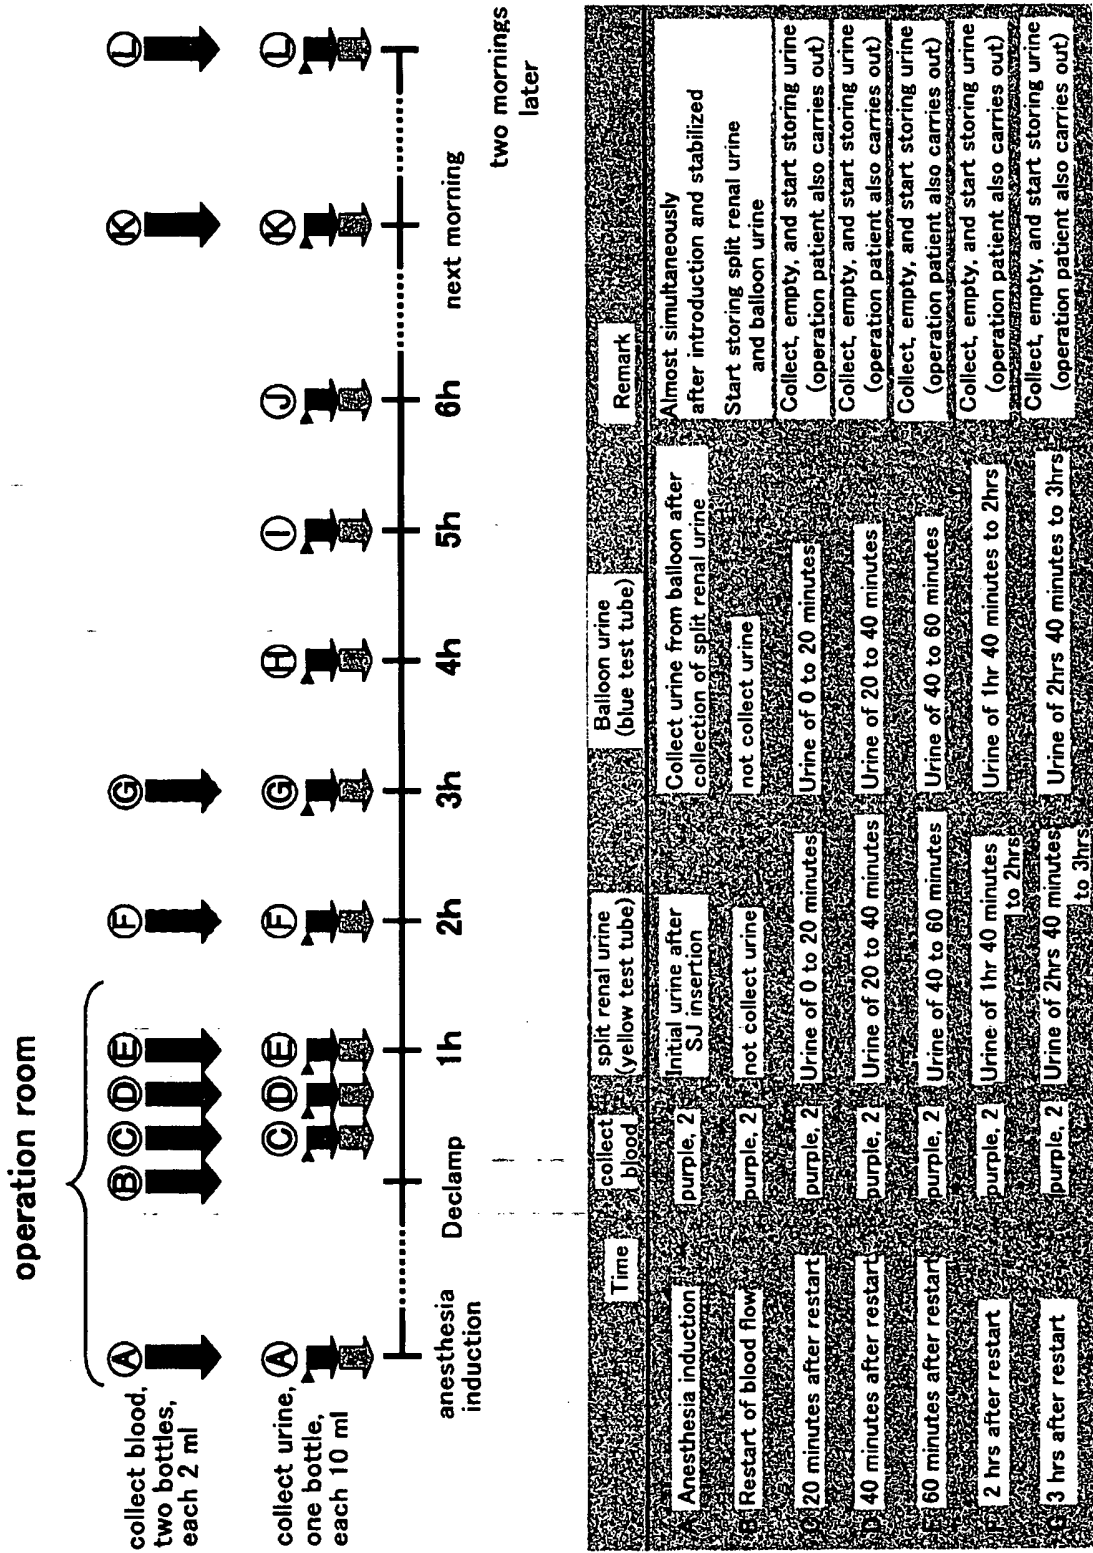 operation room
collect blood,
two bottles,
each 2 ml
A
B
C
D
E
F
G
K
L
collect urine,
one bottle,
each 10 ml
A
C
D
E
F
G
H
I
J
K
L
anesthesia
induction
Declamp
1h
2h
3h
4h
5h
6h
next morning
two mornings
later
Time
collect
blood
split renal urine
(yellow test tube)
Balloon urine
(blue test tube)
Remark
A
Anesthesia induction
purple, 2
Initial urine after
SJ insertion
Collect urine from balloon after
collection of split renal urine
Almost simultaneously
after introduction and stabilized
B
Restart of blood flow
purple, 2
not collect urine
not collect urine
Start storing split renal urine
and balloon urine
C
20 minutes after restart
purple, 2
Urine of 0 to 20 minutes
Urine of 0 to 20 minutes
Collect, empty, and start storing urine
(operation patient also carries out)
D
40 minutes after restart
purple, 2
Urine of 20 to 40 minutes
Urine of 20 to 40 minutes
Collect, empty, and start storing urine
(operation patient also carries out)
E
60 minutes after restart
purple, 2
Urine of 40 to 60 minutes
Urine of 40 to 60 minutes
Collect, empty, and start storing urine
(operation patient also carries out)
F
2 hrs after restart
purple, 2
Urine of 1hr 40 minutes
to 2hrs
Urine of 1hr 40 minutes to 2hrs
Collect, empty, and start storing urine
(operation patient also carries out)
G
3 hrs after restart
purple, 2
Urine of 2hrs 40 minutes
to 3hrs
Urine of 2hrs 40 minutes to 3hrs
Collect, empty, and start storing urine
(operation patient also carries out)